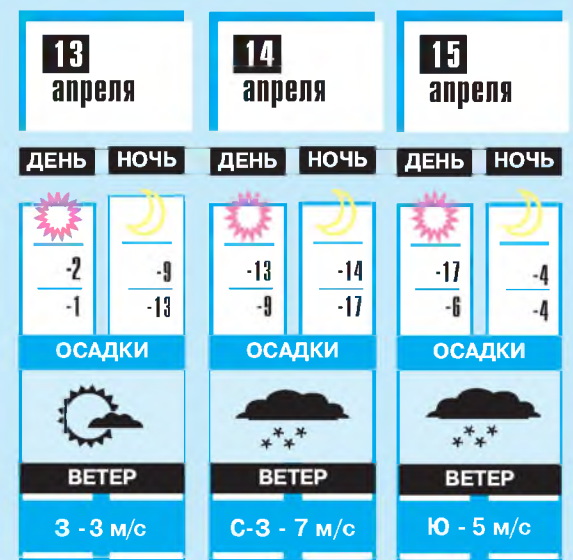 13 14 15
апреля апреля апреля
ДЕНЬ НОЧЬ ДЕНЬ НОЧЬ ДЕНЬ НОЧЬ
-2 -9 -13 -14 -17 -4
-1 -13 -9 -17 -6 -4
ОСАДКИ ОСАДКИ ОСАДКИ
ВЕТЕР ВЕТЕР ВЕТЕР
З - 3 м/с С-З - 7 м/с Ю - 5 м/с